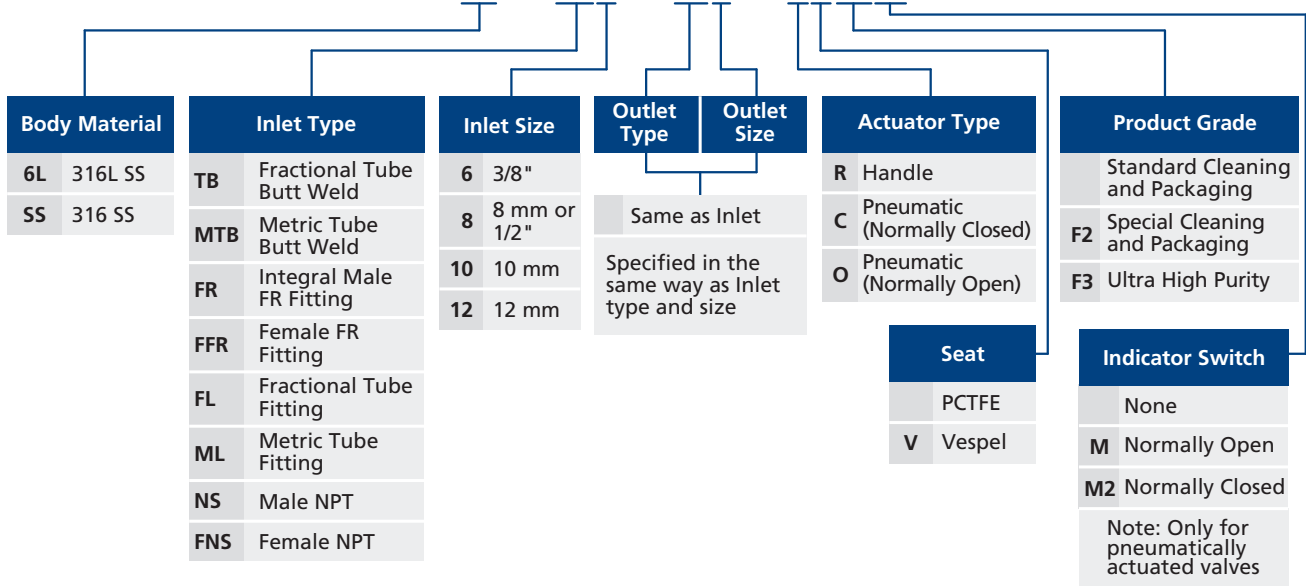 Body Material
6L 316L SS
SS 316 SS
Inlet Type
TB Fractional Tube
Butt Weld
MTB Metric Tube
Butt Weld
FR Integral Male
FR Fitting
FFR Female FR
Fitting
FL Fractional Tube
Fitting
ML Metric Tube
Fitting
NS Male NPT
FNS Female NPT
Inlet Size
6 3/8"
8 8 mm or
1/2"
10 10 mm
12 12 mm
Outlet
Type
Outlet
Size
Same as Inlet
Specified in the
same way as Inlet
type and size
Actuator Type
R Handle
C Pneumatic
(Normally Closed)
O Pneumatic
(Normally Open)
Seat
PCTFE
V Vespel
Product Grade
Standard Cleaning
and Packaging
F2 Special Cleaning
and Packaging
F3 Ultra High Purity
Indicator Switch
None
M Normally Open
M2 Normally Closed
Note: Only for
pneumatically
actuated valves